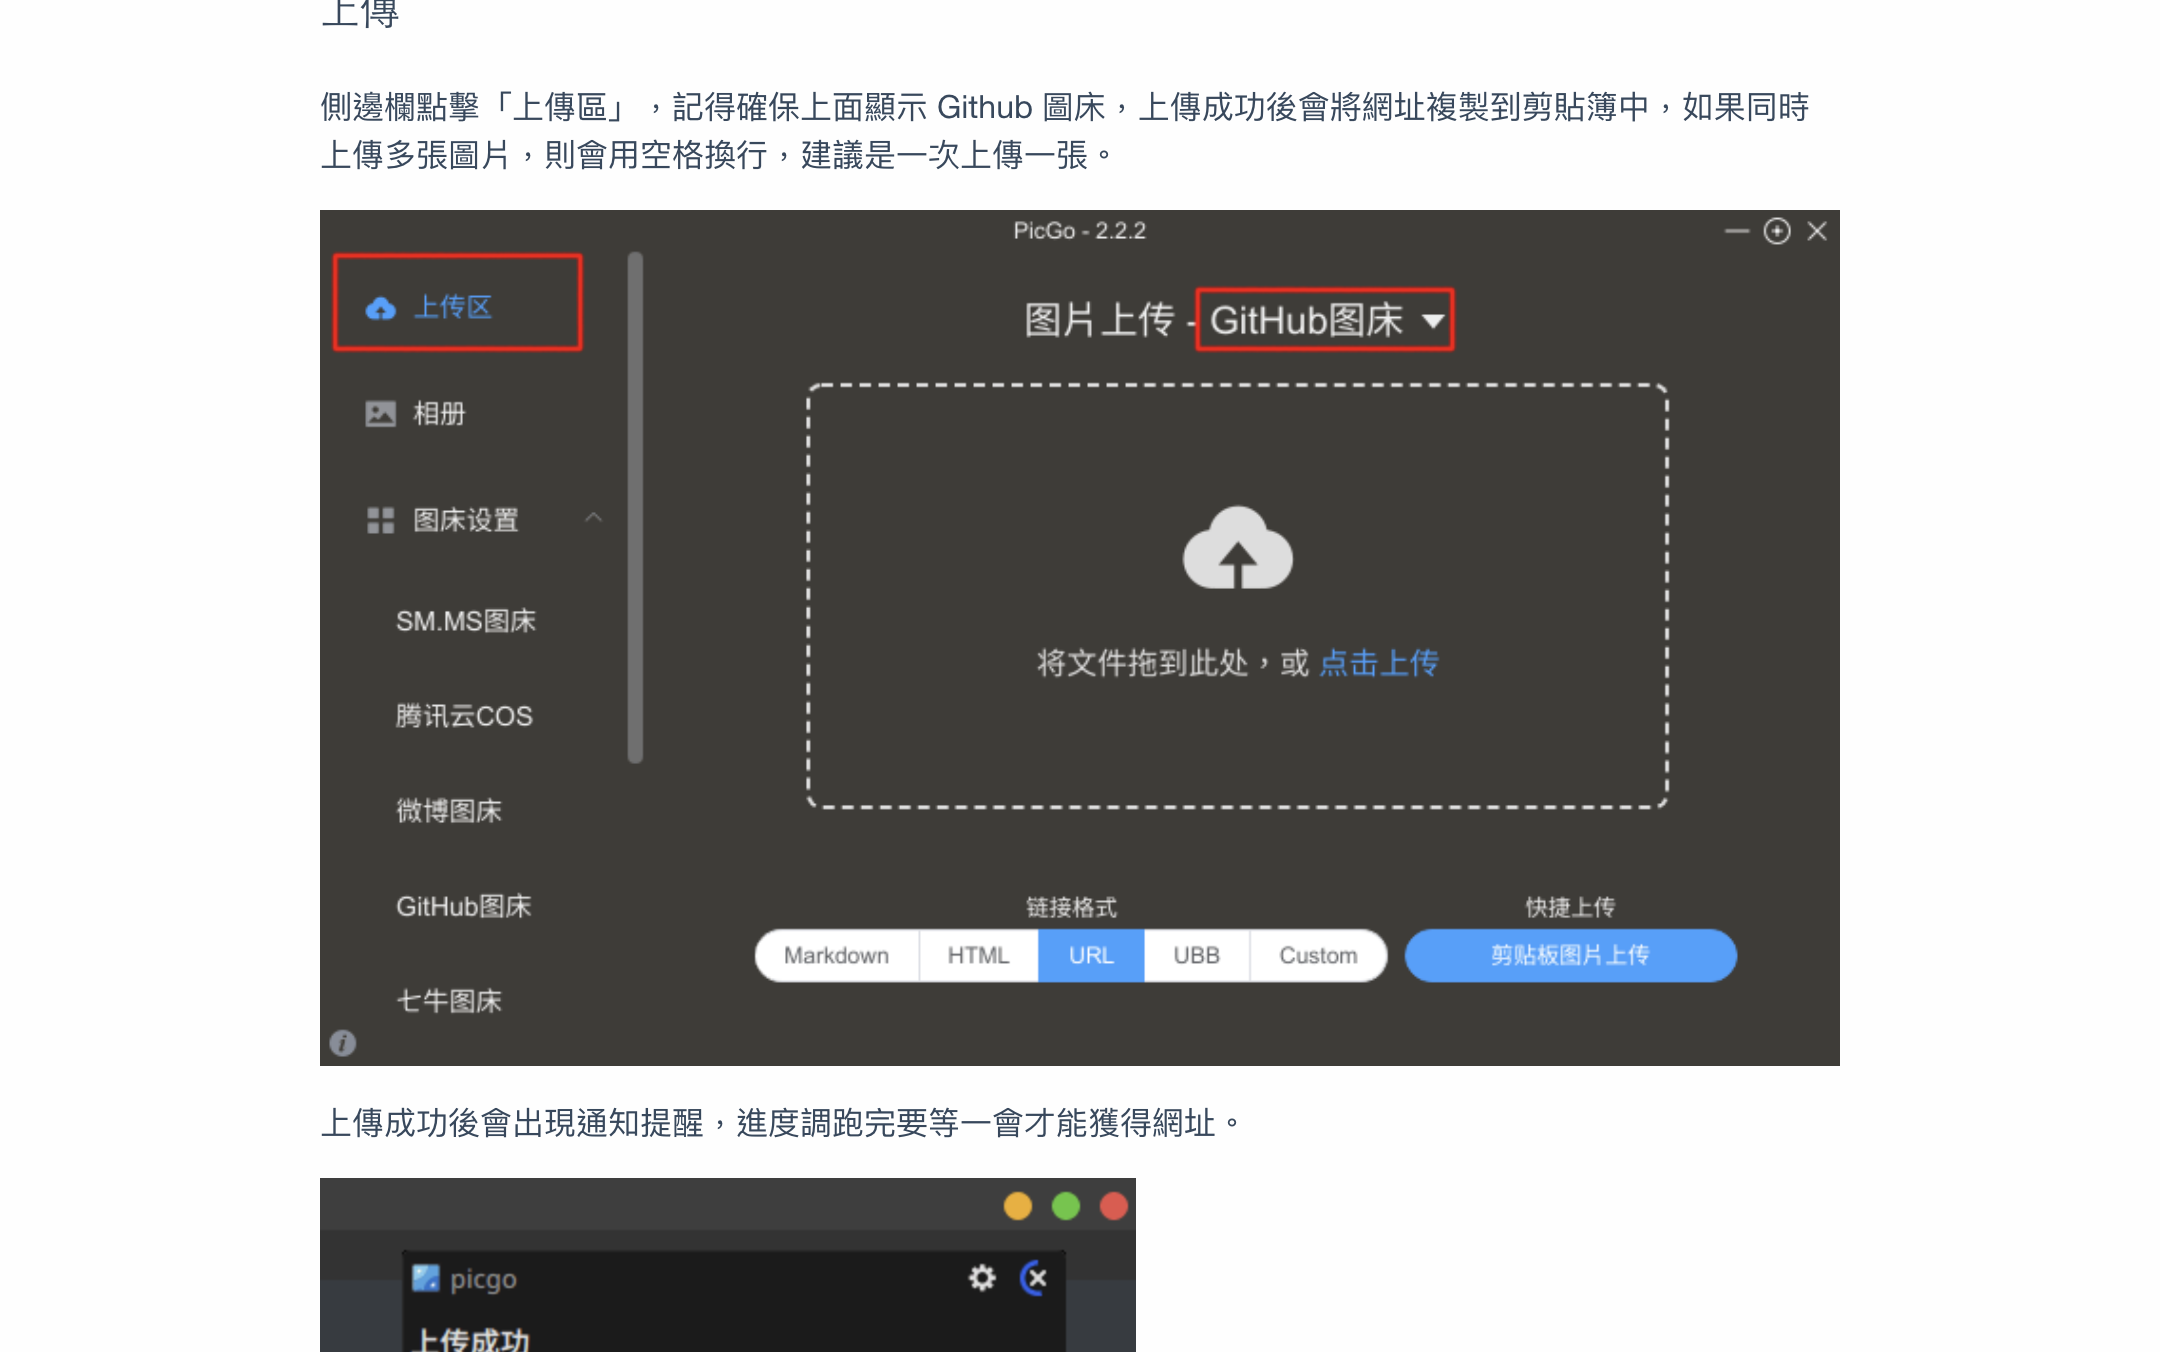 上傳
側邊欄點擊「上傳區」，記得確保上面顯示 Github 圖床，上傳成功後會將網址複製到剪貼簿中，如果同時
上傳多張圖片，則會用空格換行，建議是一次上傳一張。
PicGo - 2.2.2
上传区
图片上传 - GitHub图床
相册
图床设置
SM.MS图床
将文件拖到此处，或 点击上传
腾讯云COS
微博图床
GitHub图床
链接格式
快捷上传
Markdown HTML URL UBB Custom
剪贴板图片上传
七牛图床
上傳成功後會出現通知提醒，進度調跑完要等一會才能獲得網址。
picgo
上传成功